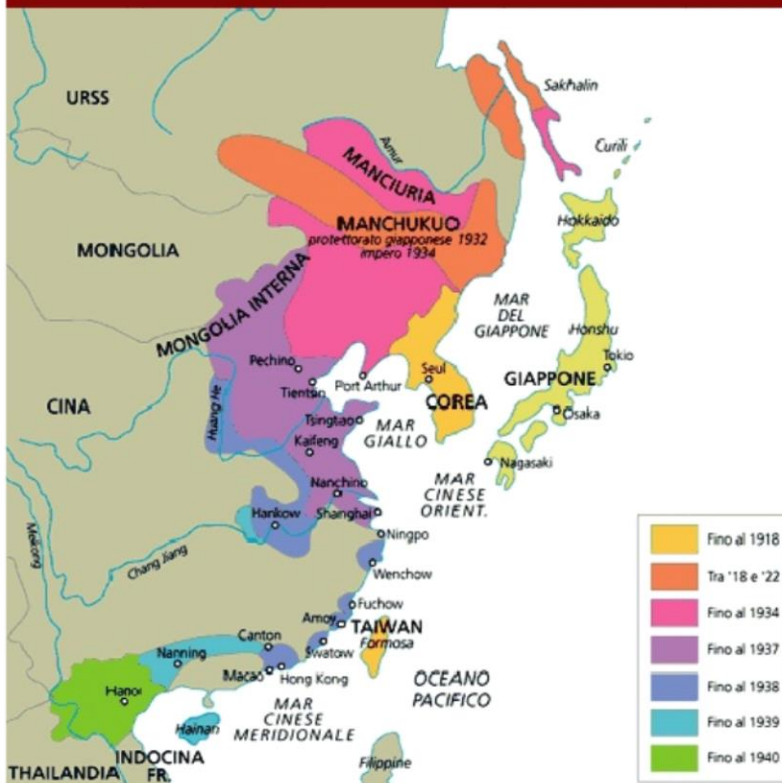 URSS
Sakhalin
Curili
Amur
MANCIURIA
Hokkaido
MANCHUKUO
protettorato giapponese 1932
impero 1934
MONGOLIA
MONGOLIA INTERNA
MAR
DEL
GIAPPONE
Honshu
Pechino
Tokio
Seul
Tientsin
Port Arthur
GIAPPONE
CINA
COREA
Osaka
Huang He
Tsingtao
MAR
GIALLO
Kaifeng
Nagasaki
Nanchino
MAR
CINESE
ORIENT.
Hankow
Shanghai
Ningpo
Mekong
Chang Jiang
Wenchow
Fuchow
Amoy
TAIWAN
Formosa
Canton
Swatow
Nanning
Macao
Hong Kong
OCEANO
PACIFICO
Hanoi
MAR
CINESE
MERIDIONALE
Hainan
INDOCINA
FR.
THAILANDIA
Filippine
Fino al 1918
Tra '18 e '22
Fino al 1934
Fino al 1937
Fino al 1938
Fino al 1939
Fino al 1940